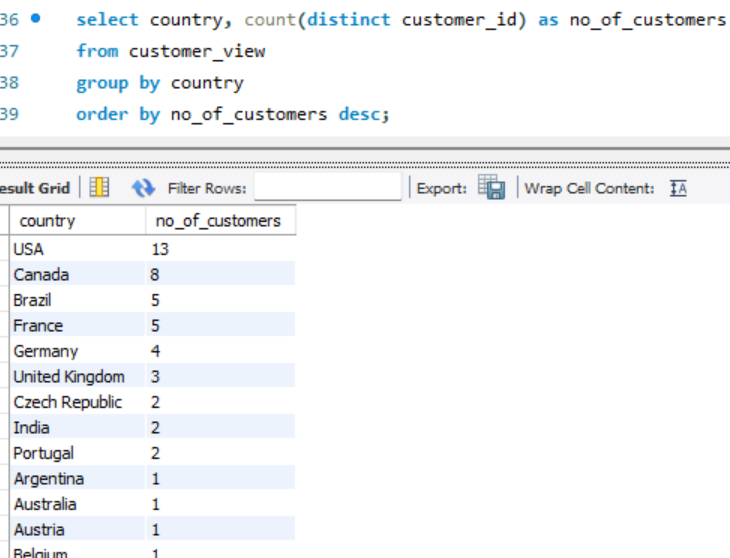 36 select country, count(distinct customer_id) as no_of_customers
37 from customer_view
38 group by country
39 order by no_of_customers desc;
esult Grid Filter Rows: Export: Wrap Cell Content: IA
country no_of_customers
USA 13
Canada 8
Brazil 5
France 5
Germany 4
United Kingdom 3
Czech Republic 2
India 2
Portugal 2
Argentina 1
Australia 1
Austria 1
Belgium 1